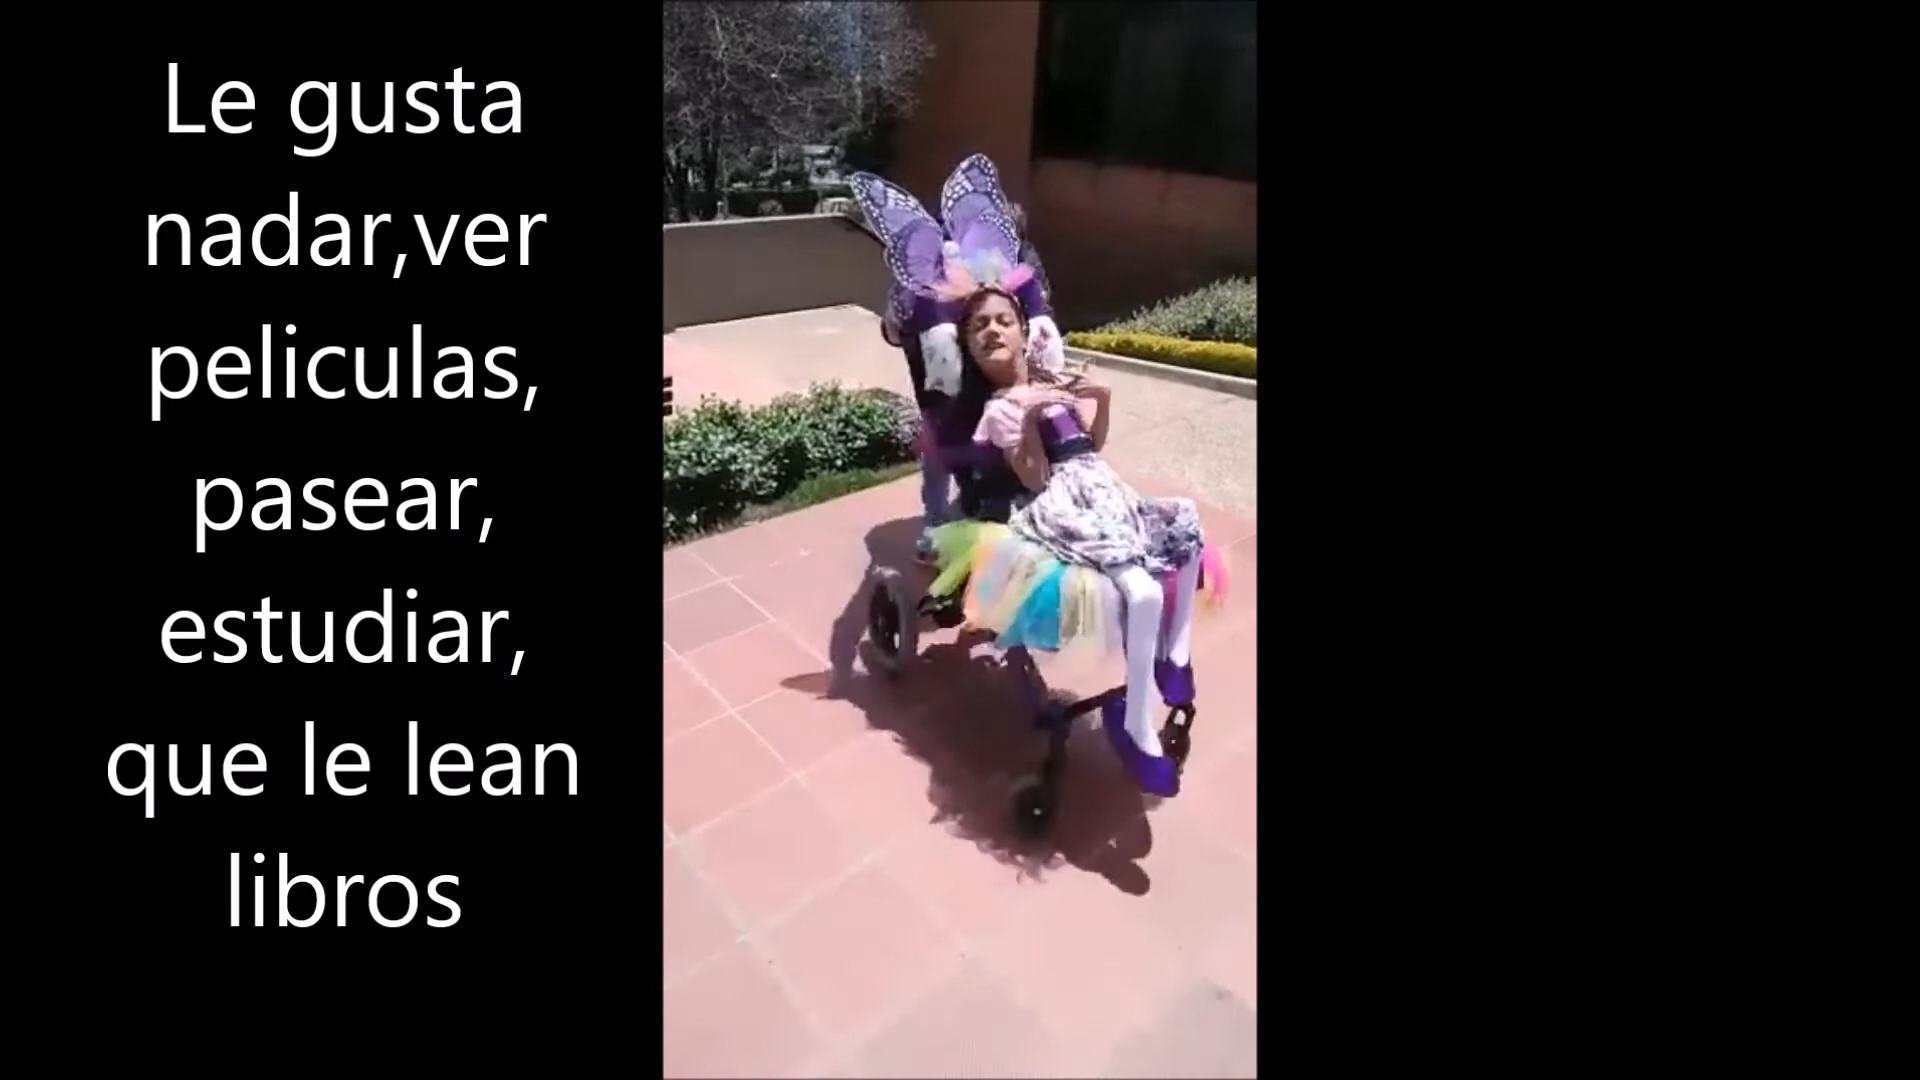 Le gusta
nadar,ver
peliculas,
pasear,
estudiar,
que le lean
libros